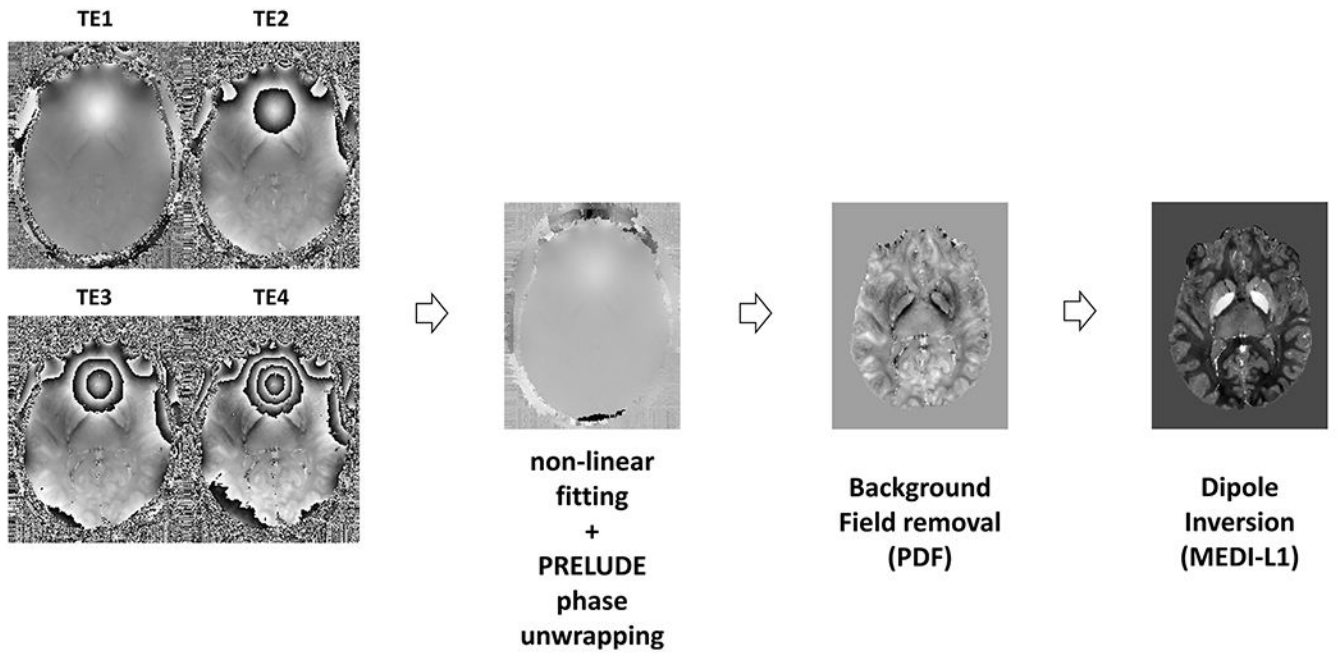 TE1
TE2
TE3
TE4
non-linear
fitting
+
PRELUDE
phase
unwrapping
Background
Field removal
(PDF)
Dipole
Inversion
(MEDI-L1)